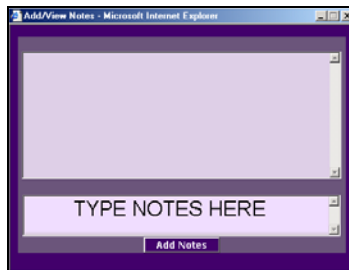 Add/View Notes - Microsoft Internet Explorer
TYPE NOTES HERE
Add Notes